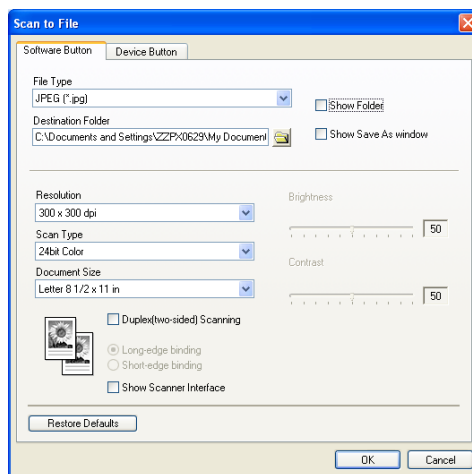 Scan to File
Software Button
Device Button
File Type
JPEG (*.jpg)
Show Folder
Destination Folder
C:\Documents and Settings\ZZPX0629\My Document
Show Save As window
Resolution
Brightness
300 x 300 dpi
50
Scan Type
24bit Color
Contrast
Document Size
Letter 8 1/2 x 11 in
50
Duplex(two-sided) Scanning
Long-edge binding
Short-edge binding
Show Scanner Interface
Restore Defaults
OK
Cancel